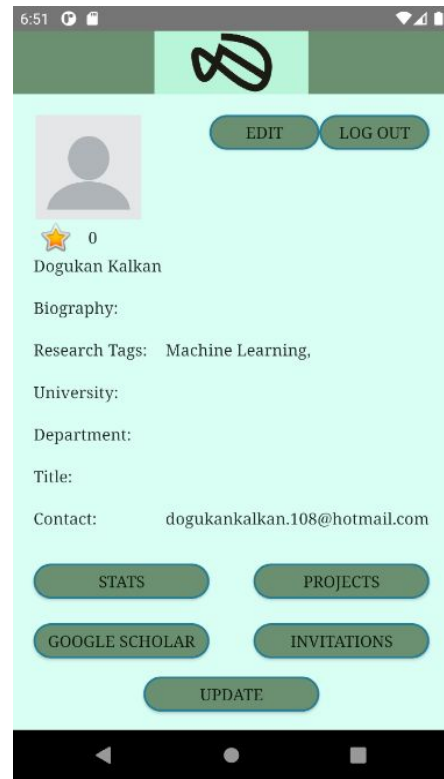 6:51
EDIT LOG OUT
0
Dogukan Kalkan
Biography:
Research Tags: Machine Learning,
University:
Department:
Title:
Contact: dogukankalkan.108@hotmail.com
STATS PROJECTS
GOOGLE SCHOLAR INVITATIONS
UPDATE